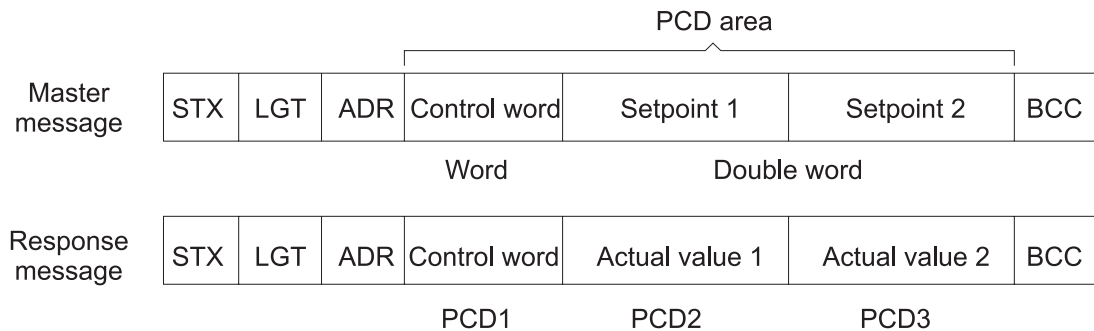 PCD area
Master message
STX LGT ADR Control word Setpoint 1 Setpoint 2 BCC
Word Double word
Response message
STX LGT ADR Control word Actual value 1 Actual value 2 BCC
PCD1 PCD2 PCD3